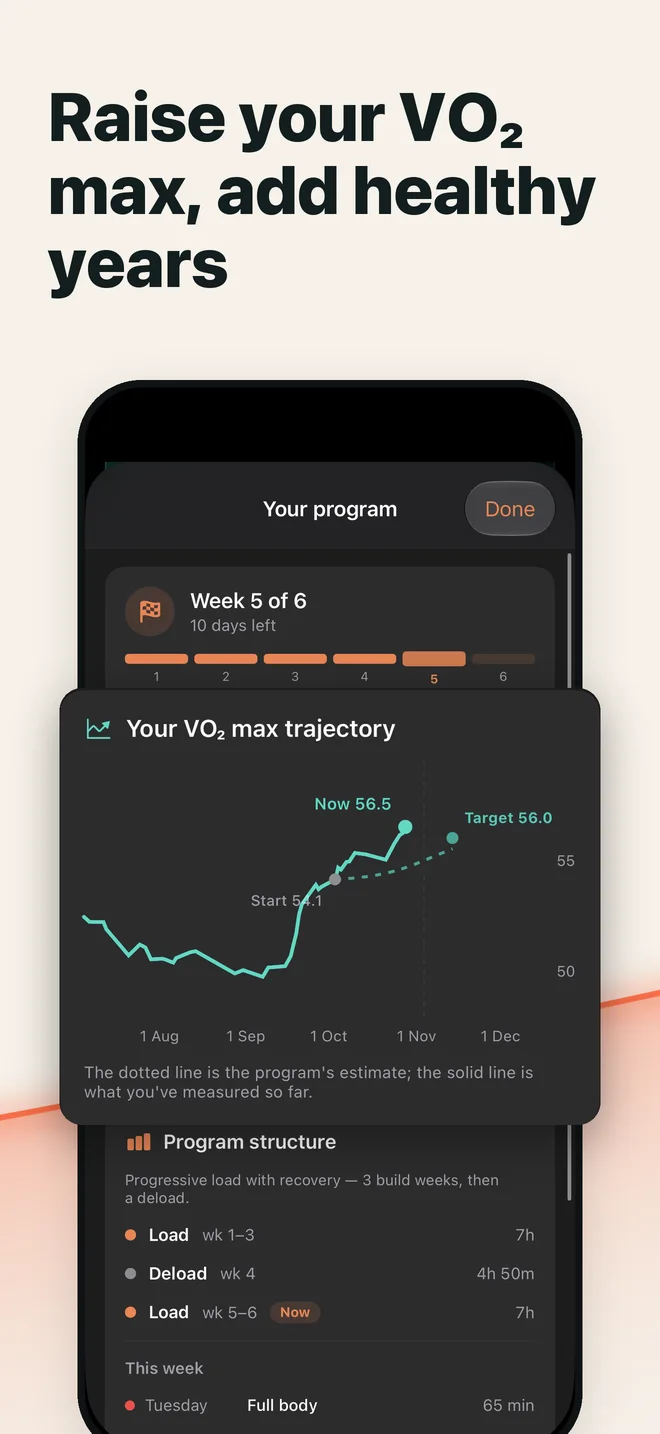 Raise your VO₂
max, add healthy
years
Your program
Done
Week 5 of 6
10 days left
1 2 3 4 5 6
Your VO₂ max trajectory
Now 56.5
Target 56.0
55
Start 54.1
50
1 Aug 1 Sep 1 Oct 1 Nov 1 Dec
The dotted line is the program's estimate; the solid line is
what you've measured so far.
Program structure
Progressive load with recovery — 3 build weeks, then
a deload.
Load wk 1–3 7h
Deload wk 4 4h 50m
Load wk 5–6 Now 7h
This week
Tuesday Full body 65 min